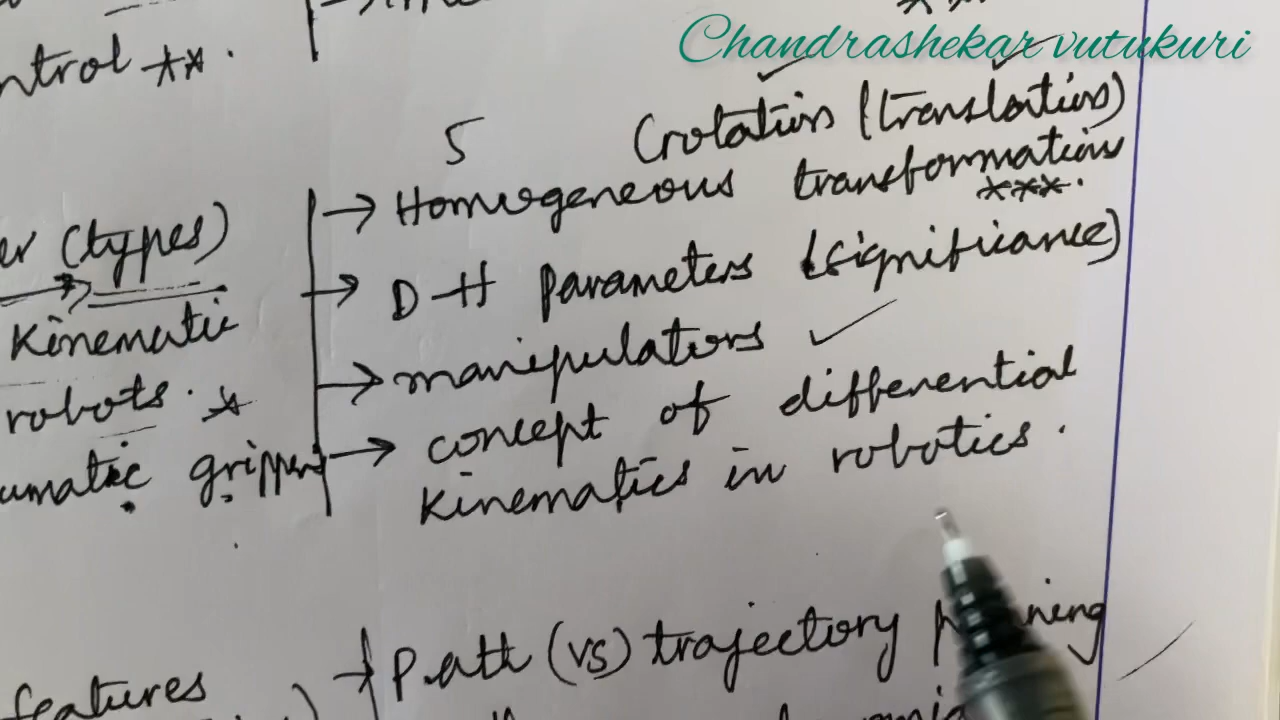 Chandrashekar vutukuri
ntrol **.
5
(rotation (translation)
→ Homogeneous transformation
***.
er (types)
→ D-H parameters (significance)
Kinematic
→ manipulators ✓
robots. *
→ concept of differential
umatic grippers
kinematics in robotics.
→ Path (vs) trajectory
features